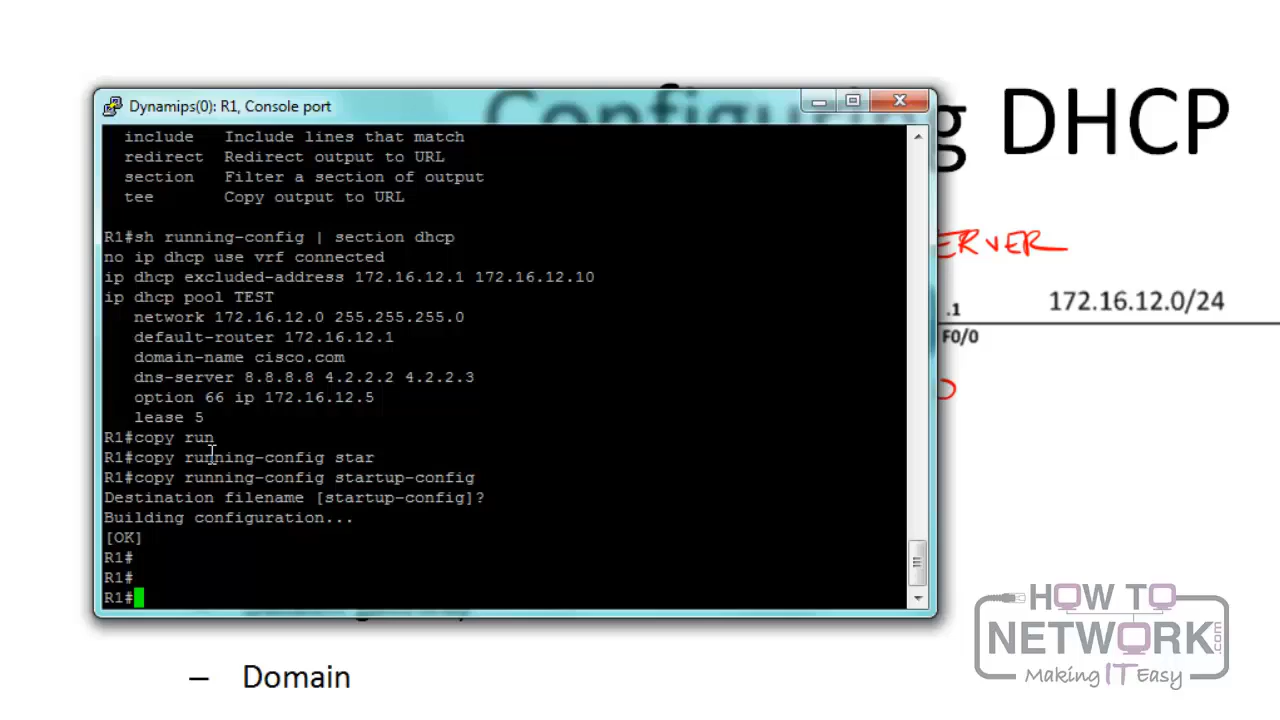 Configuring DHCP
Dynamips(0): R1, Console port
include Include lines that match
redirect Redirect output to URL
section Filter a section of output
tee Copy output to URL
R1#sh running-config | section dhcp
no ip dhcp use vrf connected
ip dhcp excluded-address 172.16.12.1 172.16.12.10
ip dhcp pool TEST
network 172.16.12.0 255.255.255.0
default-router 172.16.12.1
domain-name cisco.com
dns-server 8.8.8.8 4.2.2.2 4.2.2.3
option 66 ip 172.16.12.5
lease 5
R1#copy run
R1#copy running-config star
R1#copy running-config startup-config
Destination filename [startup-config]?
Building configuration...
[OK]
R1#
R1#
R1#
ERVER
.1 172.16.12.0/24
F0/0
– Domain
HOW TO
NETWORK.com
Making IT Easy